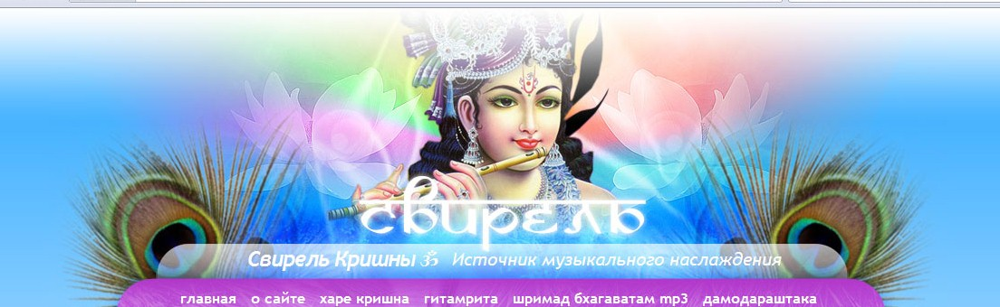 свирель
Свирель Кришны ॐ Источник музыкального наслаждения
главная о сайте харе кришна гитамрита шримад бхагаватам mp3 дамодараштака